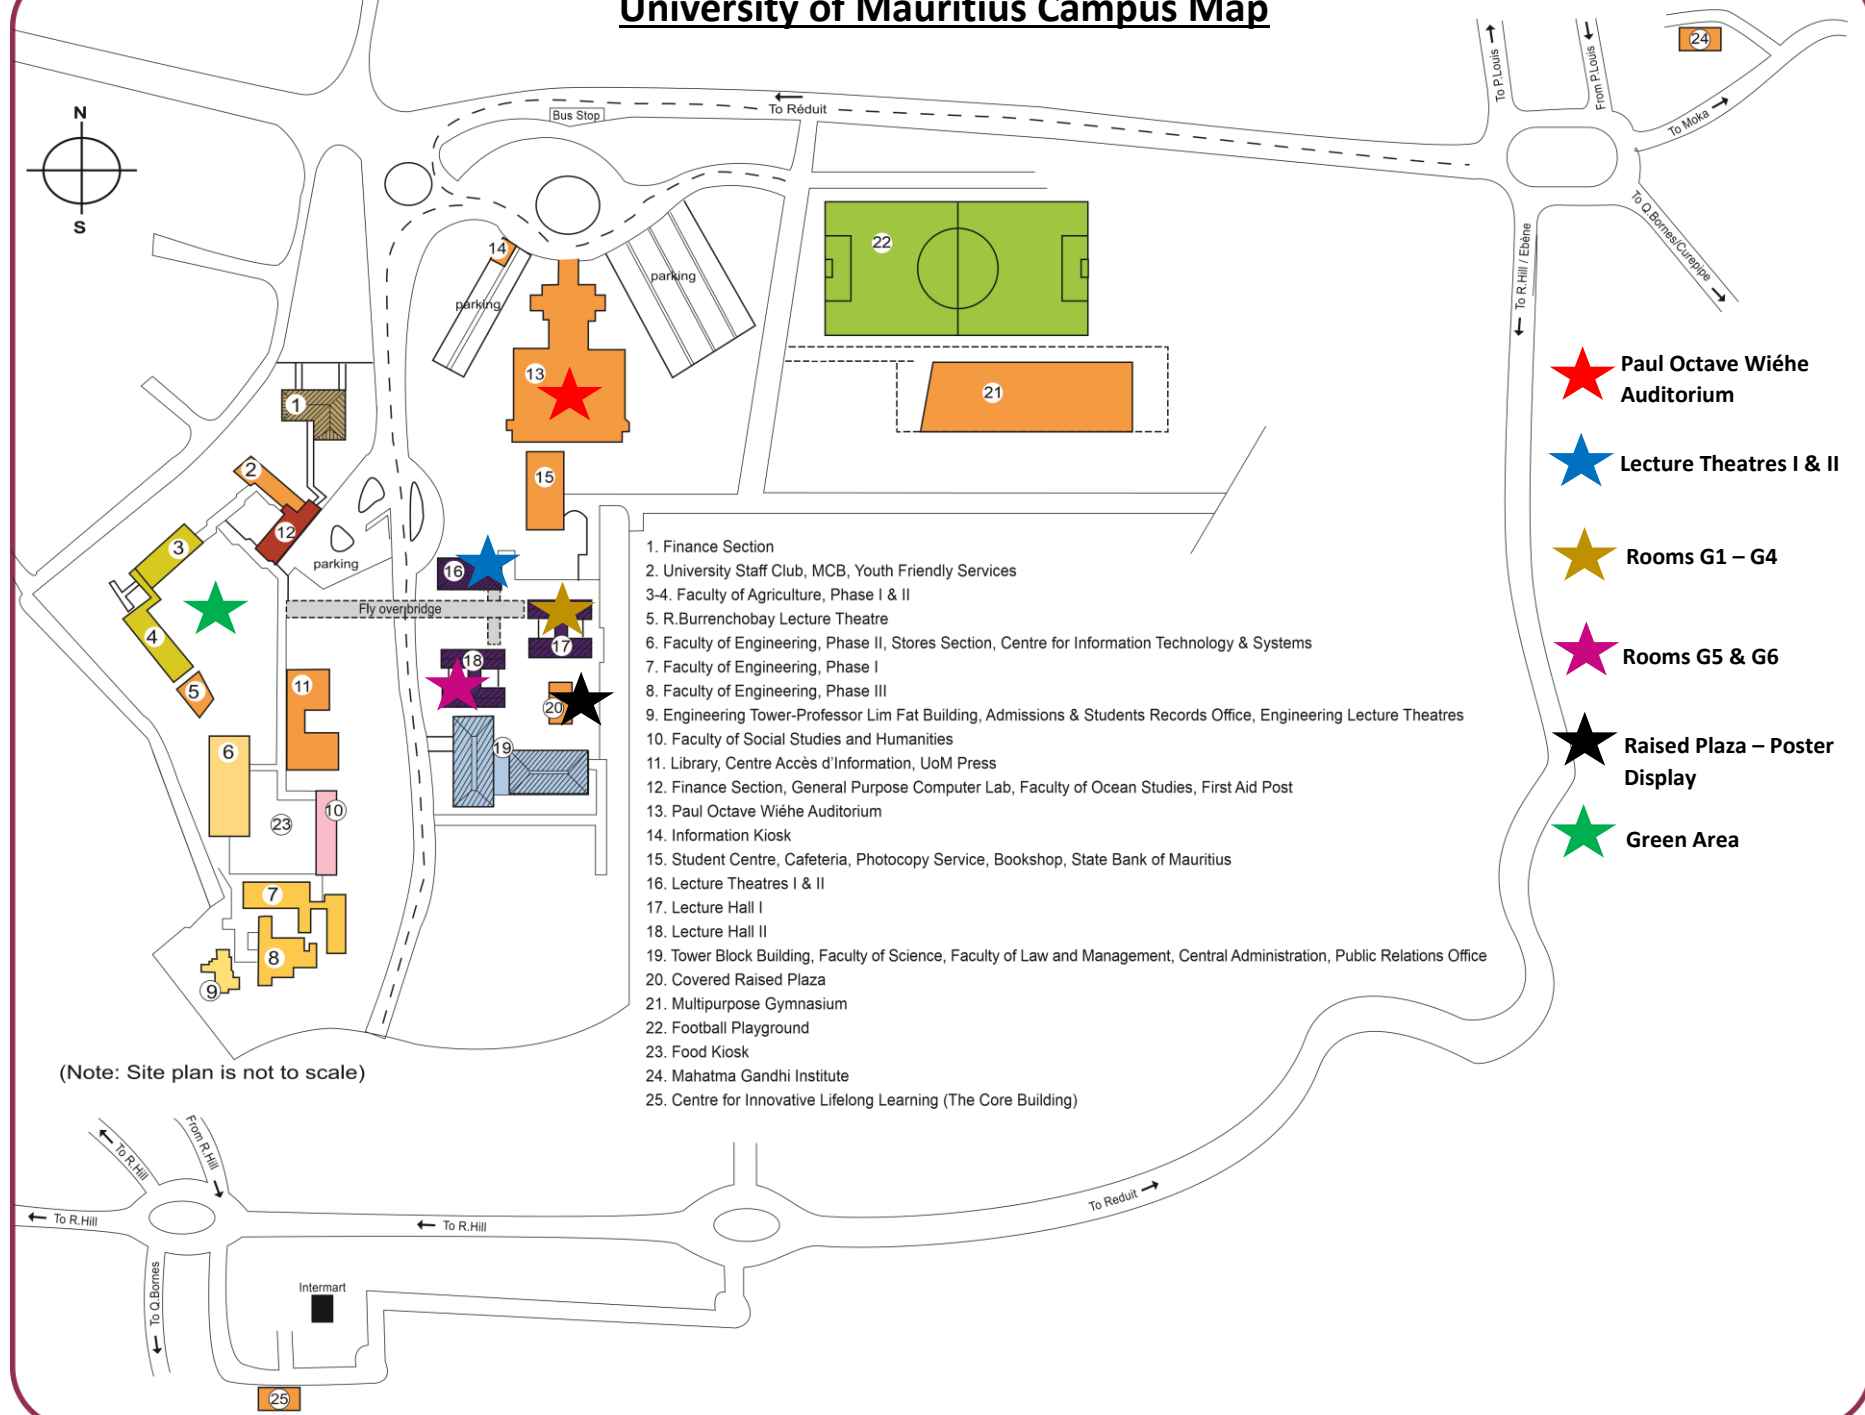 University of Mauritius Campus Map
24
To P.Louis
From P.Louis
To Moka
To Réduit
Bus Stop
N
S
To Q.Bornes/Curepipe
To R.Hill / Ebène
14
parking
parking
22
13
21
1
2
15
12
3
parking
16
Fly overbridge
4
17
18
5
11
20
6
19
10
23
7
8
9
Paul Octave Wiéhe
Auditorium
Lecture Theatres I & II
Rooms G1 – G4
Rooms G5 & G6
Raised Plaza – Poster
Display
Green Area
1. Finance Section
2. University Staff Club, MCB, Youth Friendly Services
3-4. Faculty of Agriculture, Phase I & II
5. R.Burrenchobay Lecture Theatre
6. Faculty of Engineering, Phase II, Stores Section, Centre for Information Technology & Systems
7. Faculty of Engineering, Phase I
8. Faculty of Engineering, Phase III
9. Engineering Tower-Professor Lim Fat Building, Admissions & Students Records Office, Engineering Lecture Theatres
10. Faculty of Social Studies and Humanities
11. Library, Centre Accès d'Information, UoM Press
12. Finance Section, General Purpose Computer Lab, Faculty of Ocean Studies, First Aid Post
13. Paul Octave Wiéhe Auditorium
14. Information Kiosk
15. Student Centre, Cafeteria, Photocopy Service, Bookshop, State Bank of Mauritius
16. Lecture Theatres I & II
17. Lecture Hall I
18. Lecture Hall II
19. Tower Block Building, Faculty of Science, Faculty of Law and Management, Central Administration, Public Relations Office
20. Covered Raised Plaza
21. Multipurpose Gymnasium
22. Football Playground
23. Food Kiosk
24. Mahatma Gandhi Institute
25. Centre for Innovative Lifelong Learning (The Core Building)
(Note: Site plan is not to scale)
To R.Hill
From R.Hill
To R.Hill
To R.Hill
To Reduit
To Q.Bornes
Intermart
25